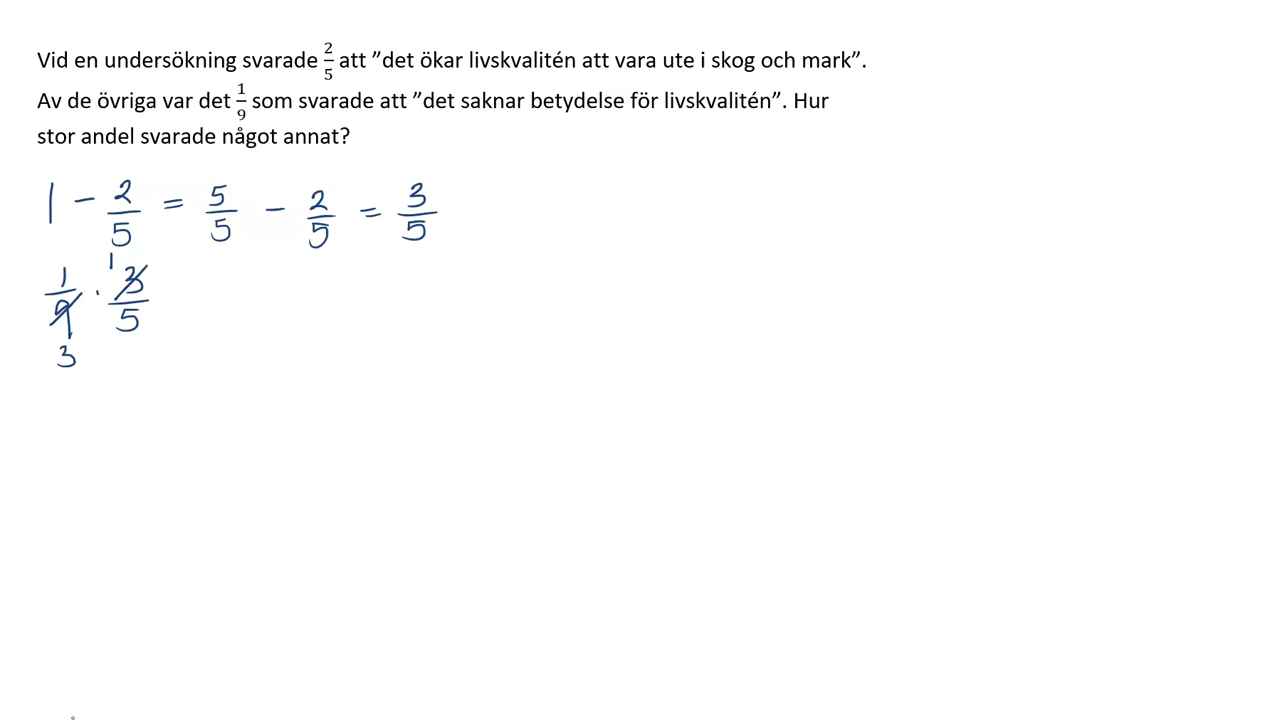 Vid en undersökning svarade 2/5 att ”det ökar livskvalitén att vara ute i skog och mark”.
Av de övriga var det 1/9 som svarade att ”det saknar betydelse för livskvalitén”. Hur
stor andel svarade något annat?
1 - 2/5 = 5/5 - 2/5 = 3/5
1
1/9 · 3/5
3